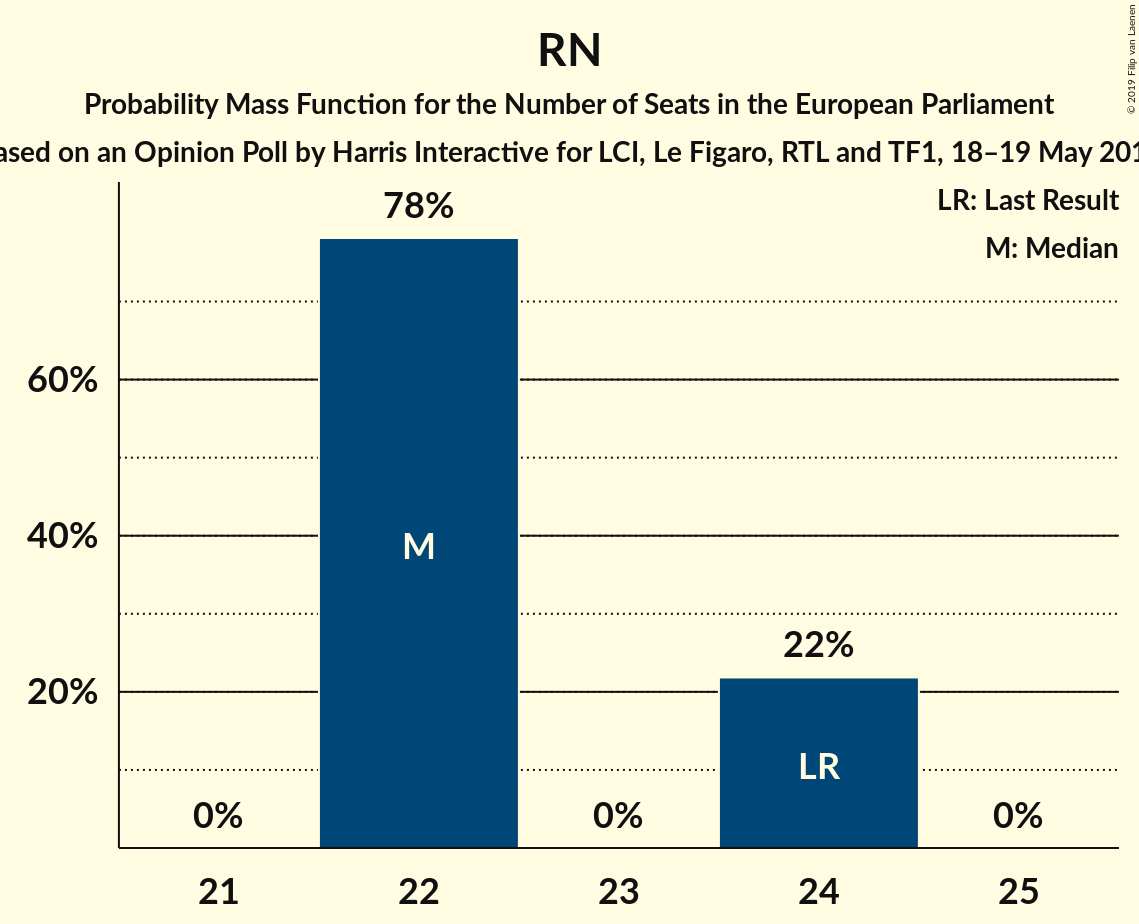 RN
Probability Mass Function for the Number of Seats in the European Parliament
ased on an Opinion Poll by Harris Interactive for LCI, Le Figaro, RTL and TF1, 18–19 May 201
© 2019 Filip van Laenen
LR: Last Result
M: Median
78%
60%
40%
M
22%
20%
LR
0%
0%
0%
21
22
23
24
25